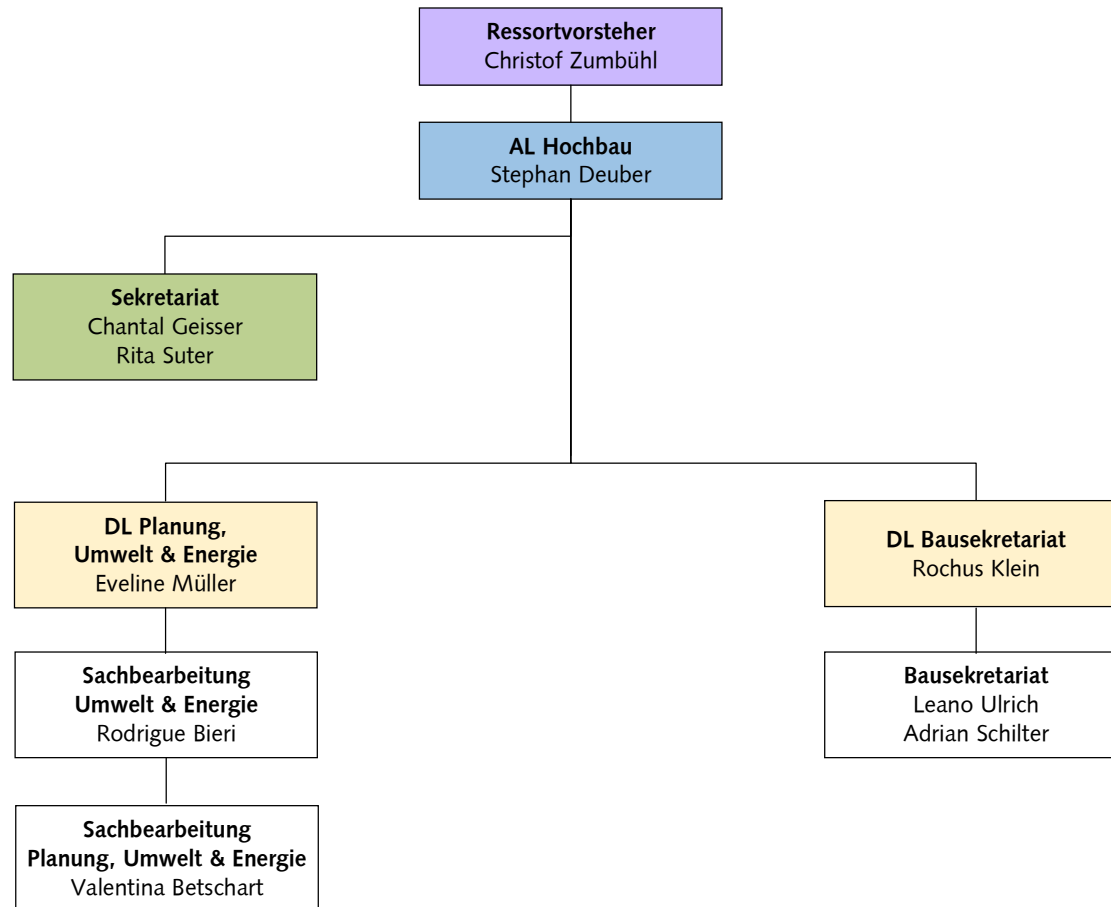 Ressortvorsteher
Christof Zumbühl
AL Hochbau
Stephan Deuber
Sekretariat
Chantal Geisser
Rita Suter
DL Planung,
Umwelt & Energie
Eveline Müller
DL Bausekretariat
Rochus Klein
Sachbearbeitung
Umwelt & Energie
Rodrigue Bieri
Bausekretariat
Leano Ulrich
Adrian Schilter
Sachbearbeitung
Planung, Umwelt & Energie
Valentina Betschart